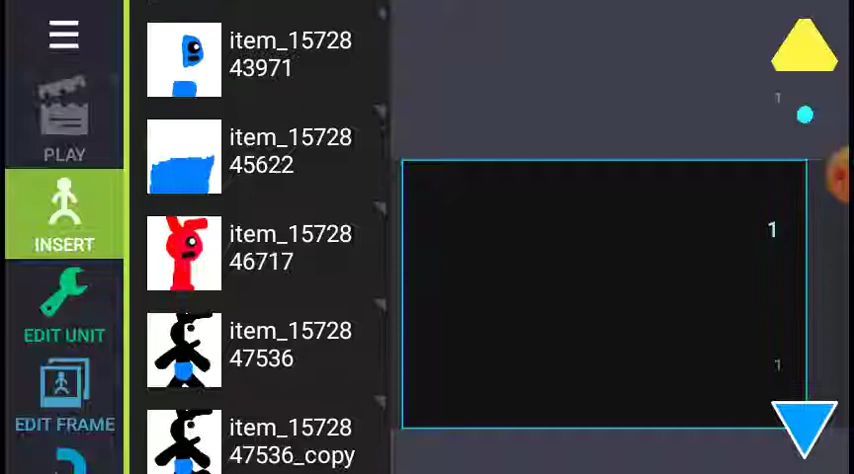 PLAY
INSERT
EDIT UNIT
EDIT FRAME
item_15728
43971
item_15728
45622
item_15728
46717
item_15728
47536
item_15728
47536_copy
1
1
1